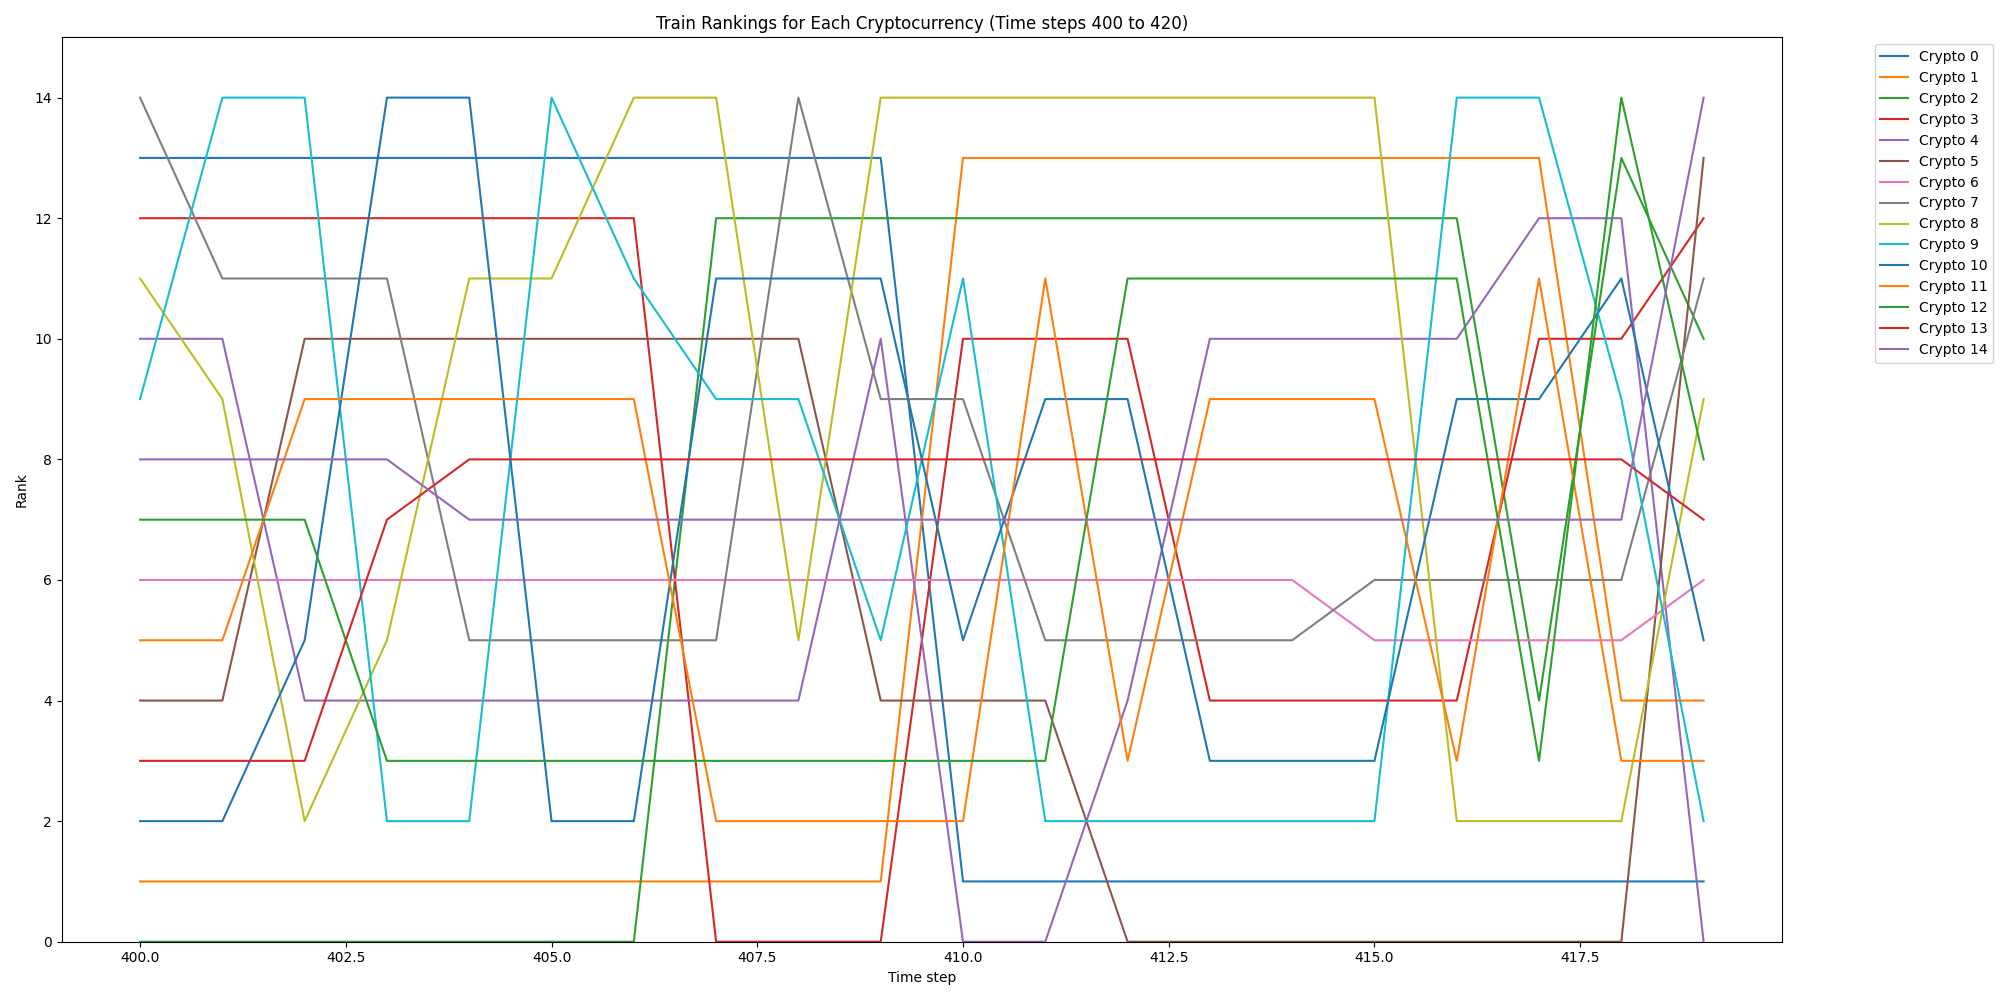 Train Rankings for Each Cryptocurrency (Time steps 400 to 420)
Rank
14
12
10
8
6
4
2
0
400.0 402.5 405.0 407.5 410.0 412.5 415.0 417.5
Time step
Crypto 0
Crypto 1
Crypto 2
Crypto 3
Crypto 4
Crypto 5
Crypto 6
Crypto 7
Crypto 8
Crypto 9
Crypto 10
Crypto 11
Crypto 12
Crypto 13
Crypto 14